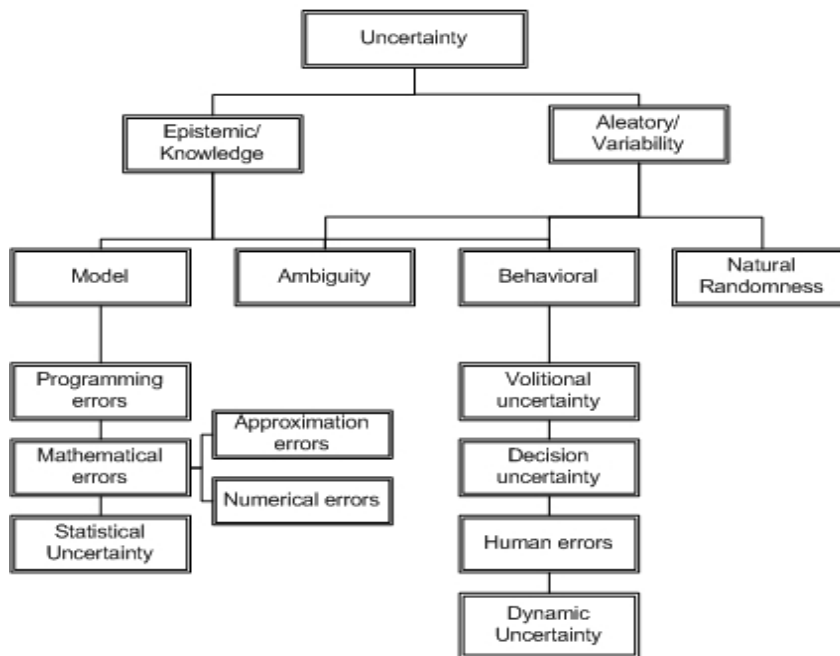 Uncertainty
Epistemic/
Knowledge
Aleatory/
Variability
Model
Ambiguity
Behavioral
Natural
Randomness
Programming
errors
Mathematical
errors
Statistical
Uncertainty
Approximation
errors
Numerical errors
Volitional
uncertainty
Decision
uncertainty
Human errors
Dynamic
Uncertainty